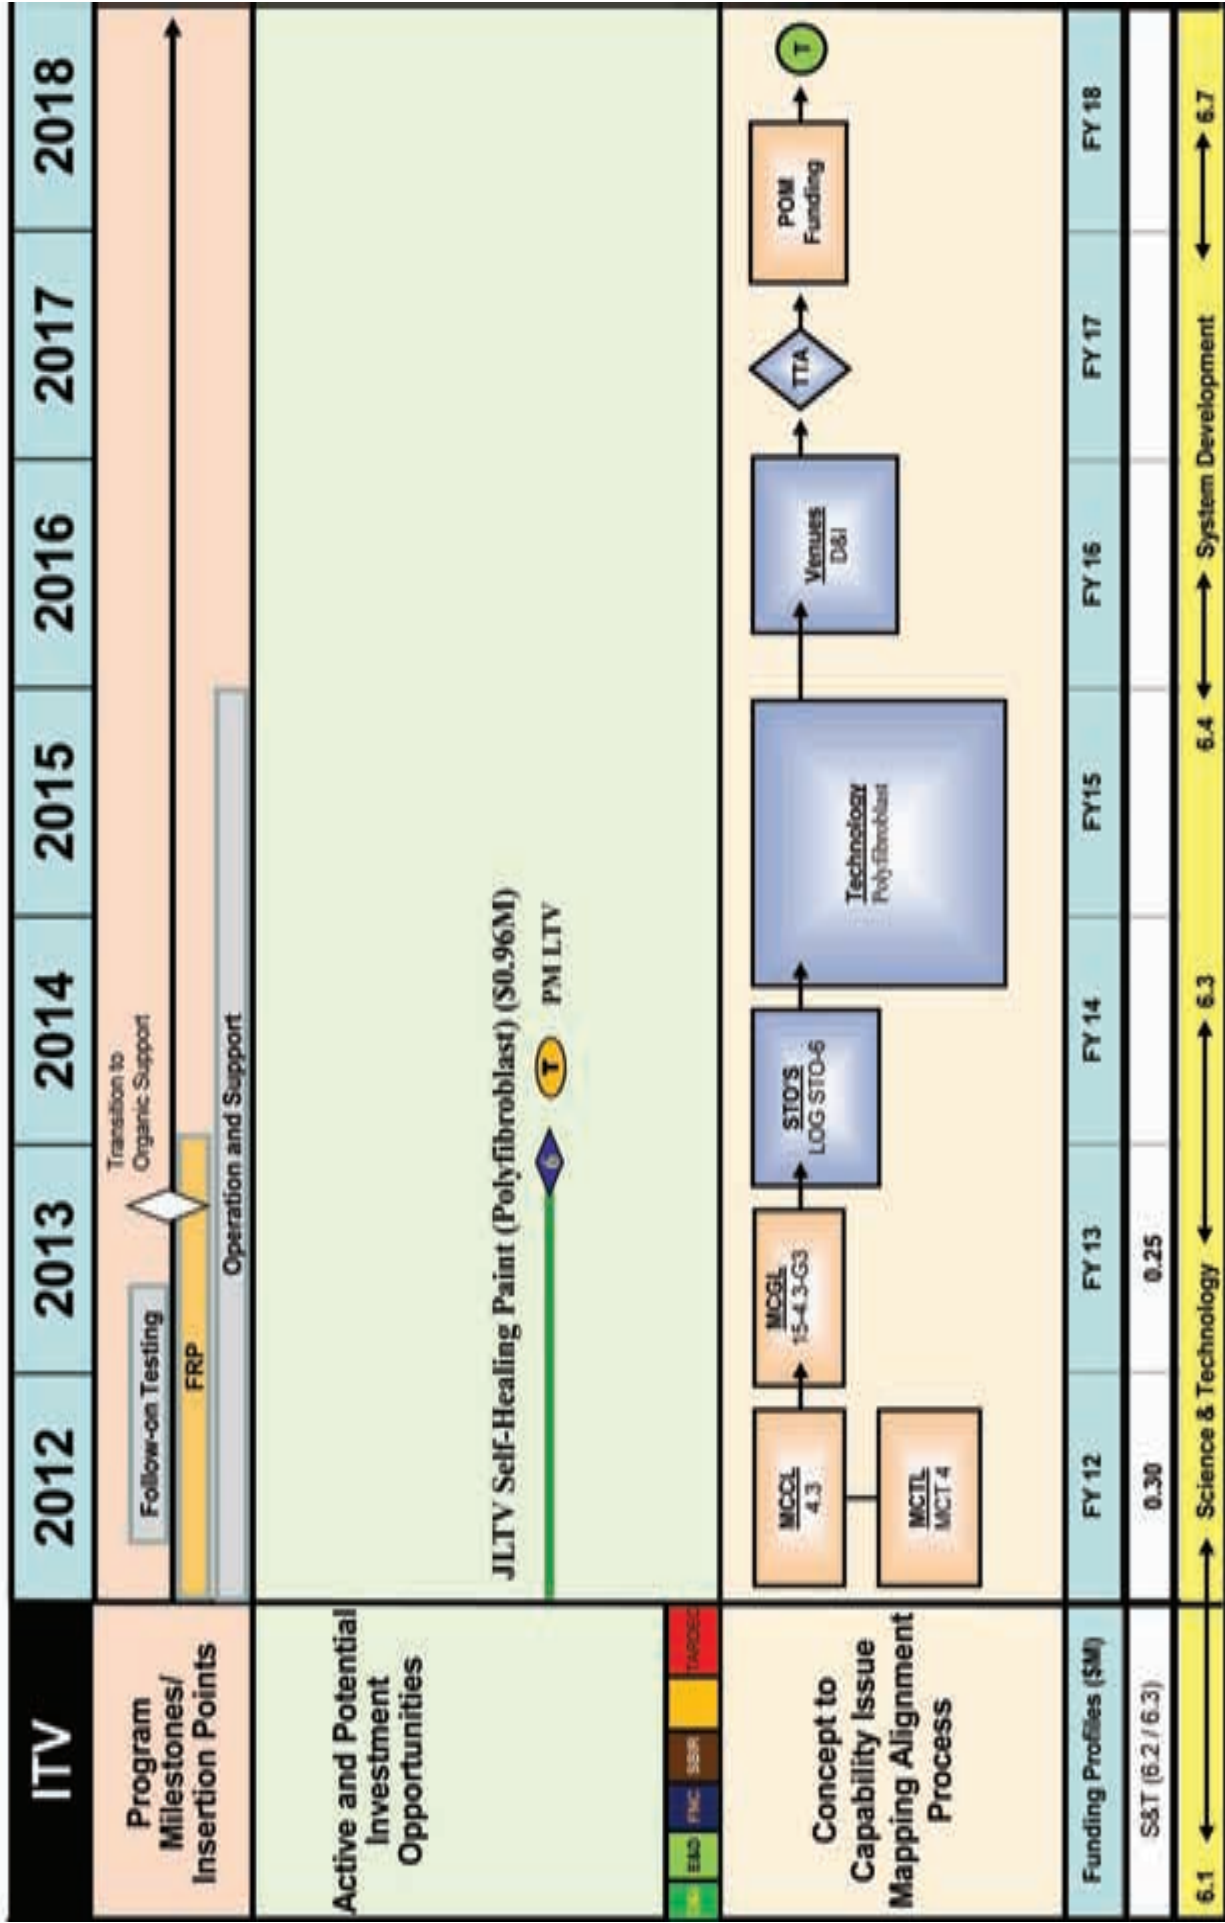 ITV
2012
2013
2014
2015
2016
2017
2018
Program
Milestones/
Insertion Points
Follow-on Testing
Transition to
Organic Support
FRP
Operation and Support
Active and Potential
Investment
Opportunities
JLTV Self-Healing Paint (Polyfibroblast) ($0.96M)
6
T
PM LTV
E&D
FNC
SBIR
TARDEC
Concept to
Capability Issue
Mapping Alignment
Process
MCCL
4.3
MCTL
MCT 4
MCGL
15-4.3-G3
STO'S
LOG STO-6
Technology
Polyfibroblast
Venues
D&I
TTA
POM
Funding
T
Funding Profiles ($M)
FY 12
FY 13
FY 14
FY15
FY 16
FY 17
FY 18
S&T (6.2 / 6.3)
0.30
0.25
6.1
Science & Technology
6.3
6.4
System Development
6.7